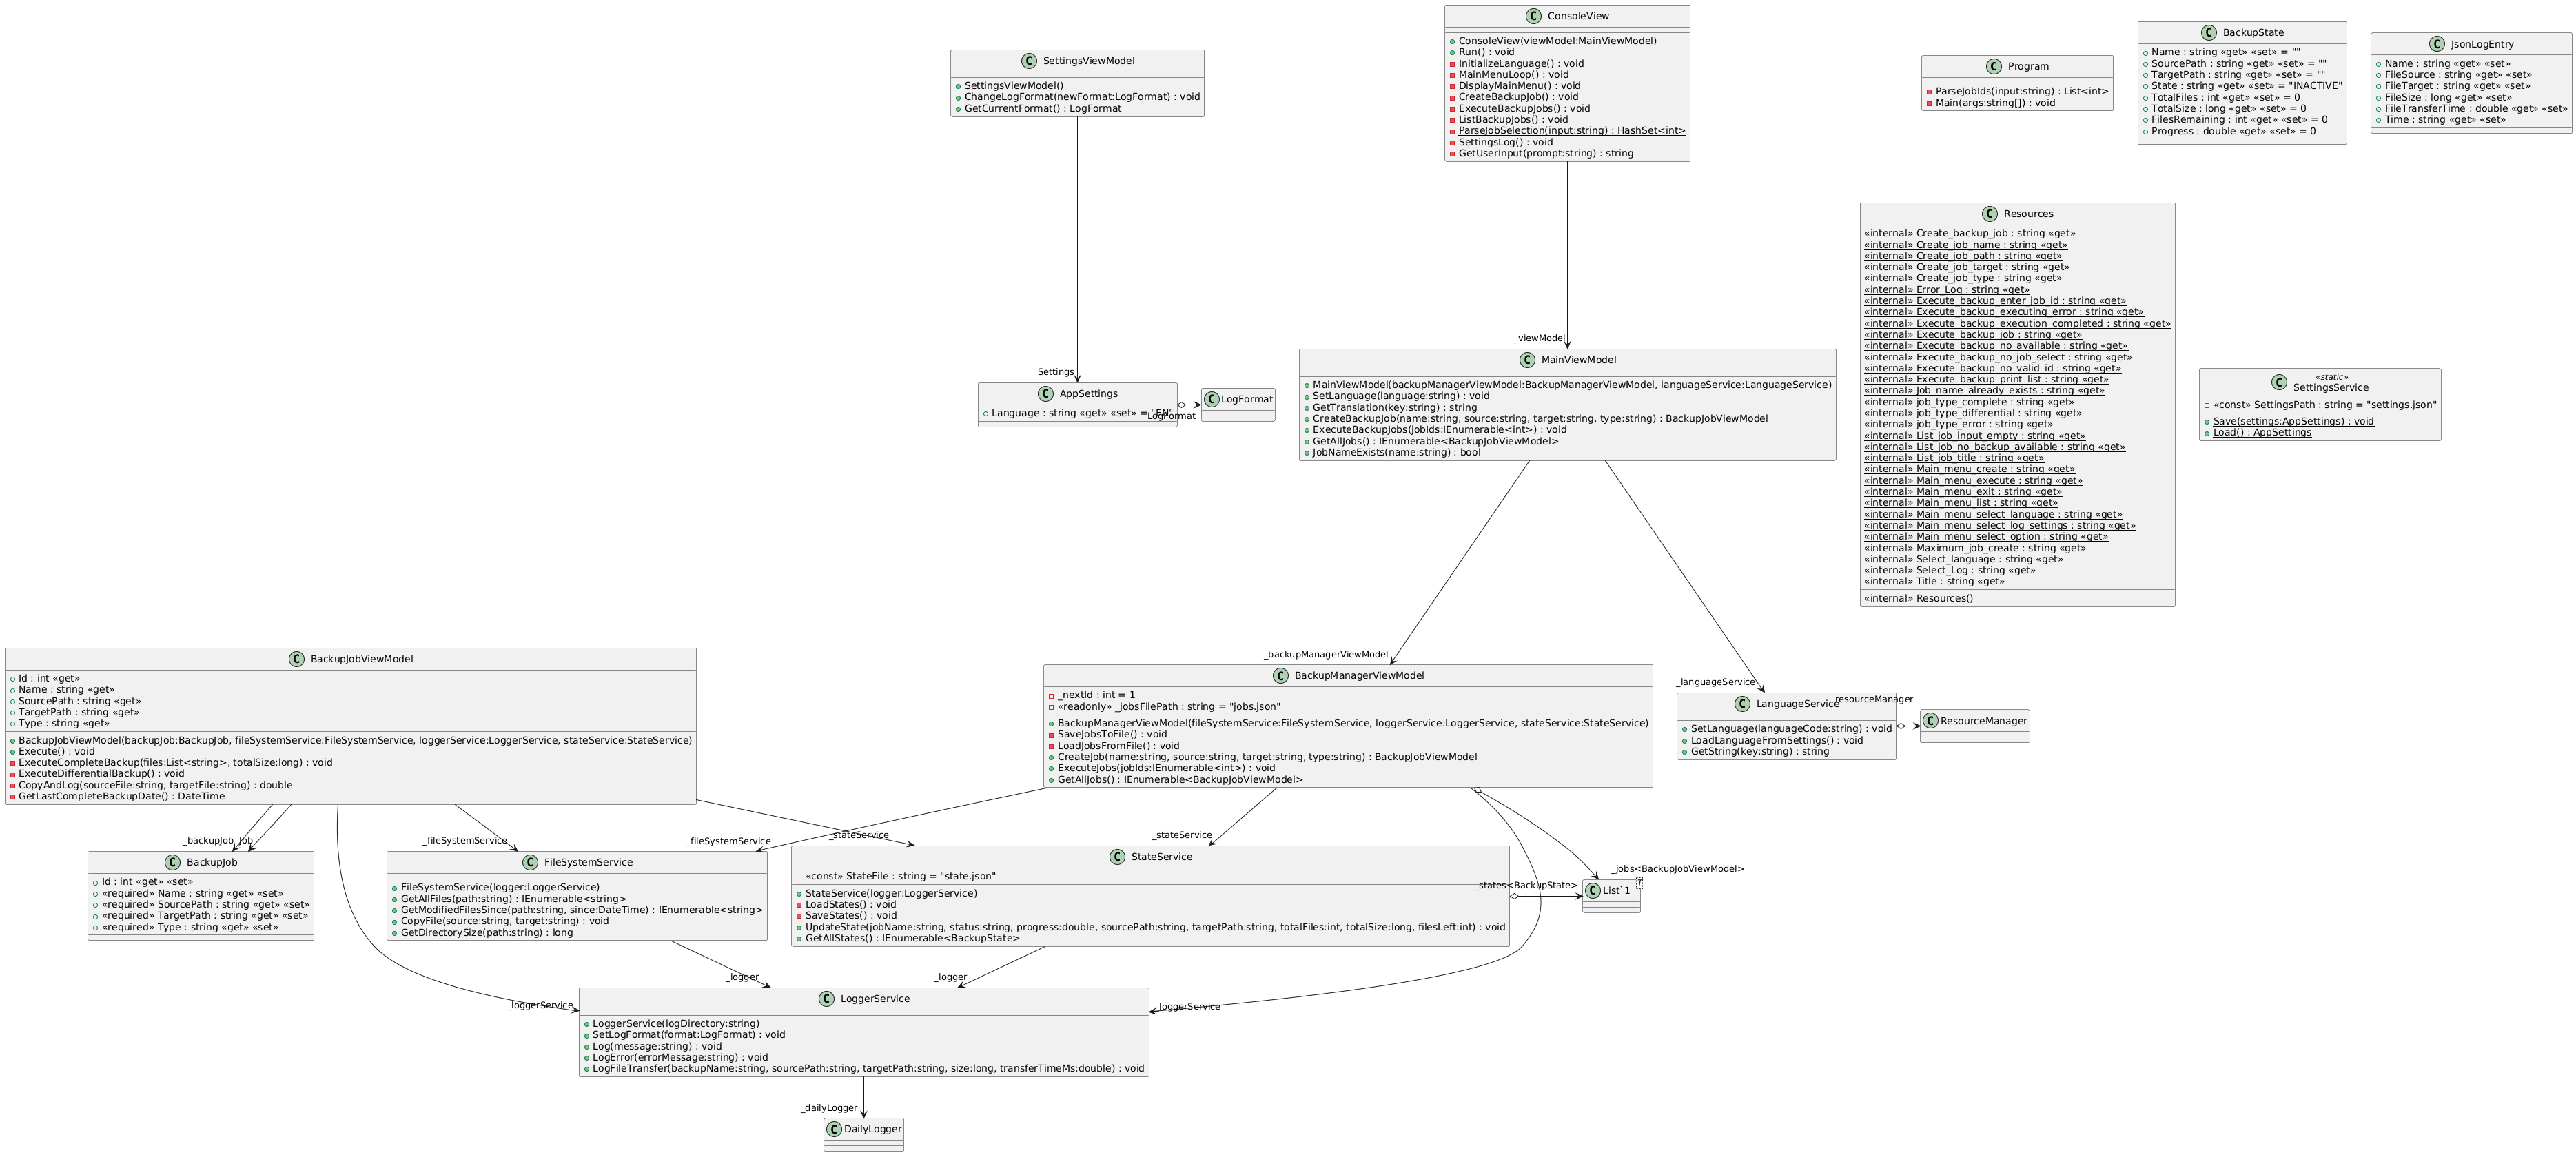 SettingsViewModel
SettingsViewModel()
ChangeLogFormat(newFormat:LogFormat) : void
GetCurrentFormat() : LogFormat
ConsoleView
ConsoleView(viewModel:MainViewModel)
Run() : void
InitializeLanguage() : void
MainMenuLoop() : void
DisplayMainMenu() : void
CreateBackupJob() : void
ExecuteBackupJobs() : void
ListBackupJobs() : void
ParseJobSelection(input:string) : HashSet<int>
SettingsLog() : void
GetUserInput(prompt:string) : string
Program
ParseJobIds(input:string) : List<int>
Main(args:string[]) : void
BackupState
Name : string «get» «set» = ""
SourcePath : string «get» «set» = ""
TargetPath : string «get» «set» = ""
State : string «get» «set» = "INACTIVE"
TotalFiles : int «get» «set» = 0
TotalSize : long «get» «set» = 0
FilesRemaining : int «get» «set» = 0
Progress : double «get» «set» = 0
JsonLogEntry
Name : string «get» «set»
FileSource : string «get» «set»
FileTarget : string «get» «set»
FileSize : long «get» «set»
FileTransferTime : double «get» «set»
Time : string «get» «set»
Settings
AppSettings
Language : string «get» «set» = "EN"
LogFormat
LogFormat
_viewModel
MainViewModel
MainViewModel(backupManagerViewModel:BackupManagerViewModel, languageService:LanguageService)
SetLanguage(language:string) : void
GetTranslation(key:string) : string
CreateBackupJob(name:string, source:string, target:string, type:string) : BackupJobViewModel
ExecuteBackupJobs(jobIds:IEnumerable<int>) : void
GetAllJobs() : IEnumerable<BackupJobViewModel>
JobNameExists(name:string) : bool
Resources
«internal» Create_backup_job : string «get»
«internal» Create_job_name : string «get»
«internal» Create_job_path : string «get»
«internal» Create_job_target : string «get»
«internal» Create_job_type : string «get»
«internal» Error_Log : string «get»
«internal» Execute_backup_enter_job_id : string «get»
«internal» Execute_backup_executing_error : string «get»
«internal» Execute_backup_execution_completed : string «get»
«internal» Execute_backup_job : string «get»
«internal» Execute_backup_no_available : string «get»
«internal» Execute_backup_no_job_select : string «get»
«internal» Execute_backup_no_valid_id : string «get»
«internal» Execute_backup_print_list : string «get»
«internal» Job_name_already_exists : string «get»
«internal» job_type_complete : string «get»
«internal» job_type_differential : string «get»
«internal» job_type_error : string «get»
«internal» List_job_input_empty : string «get»
«internal» List_job_no_backup_available : string «get»
«internal» List_job_title : string «get»
«internal» Main_menu_create : string «get»
«internal» Main_menu_execute : string «get»
«internal» Main_menu_exit : string «get»
«internal» Main_menu_list : string «get»
«internal» Main_menu_select_language : string «get»
«internal» Main_menu_select_log_settings : string «get»
«internal» Main_menu_select_option : string «get»
«internal» Maximum_job_create : string «get»
«internal» Select_language : string «get»
«internal» Select_Log : string «get»
«internal» Title : string «get»
«internal» Resources()
«static»
SettingsService
«const» SettingsPath : string = "settings.json"
Save(settings:AppSettings) : void
Load() : AppSettings
BackupJobViewModel
Id : int «get»
Name : string «get»
SourcePath : string «get»
TargetPath : string «get»
Type : string «get»
BackupJobViewModel(backupJob:BackupJob, fileSystemService:FileSystemService, loggerService:LoggerService, stateService:StateService)
Execute() : void
ExecuteCompleteBackup(files:List<string>, totalSize:long) : void
ExecuteDifferentialBackup() : void
CopyAndLog(sourceFile:string, targetFile:string) : double
GetLastCompleteBackupDate() : DateTime
_backupManagerViewModel
BackupManagerViewModel
_nextId : int = 1
«readonly» _jobsFilePath : string = "jobs.json"
BackupManagerViewModel(fileSystemService:FileSystemService, loggerService:LoggerService, stateService:StateService)
SaveJobsToFile() : void
LoadJobsFromFile() : void
CreateJob(name:string, source:string, target:string, type:string) : BackupJobViewModel
ExecuteJobs(jobIds:IEnumerable<int>) : void
GetAllJobs() : IEnumerable<BackupJobViewModel>
_languageService
LanguageService
SetLanguage(languageCode:string) : void
LoadLanguageFromSettings() : void
GetString(key:string) : string
_resourceManager
ResourceManager
_backupJob
Job
BackupJob
Id : int «get» «set»
«required» Name : string «get» «set»
«required» SourcePath : string «get» «set»
«required» TargetPath : string «get» «set»
«required» Type : string «get» «set»
_fileSystemService
_fileSystemService
FileSystemService
FileSystemService(logger:LoggerService)
GetAllFiles(path:string) : IEnumerable<string>
GetModifiedFilesSince(path:string, since:DateTime) : IEnumerable<string>
CopyFile(source:string, target:string) : void
GetDirectorySize(path:string) : long
_stateService
_stateService
StateService
«const» StateFile : string = "state.json"
StateService(logger:LoggerService)
LoadStates() : void
SaveStates() : void
UpdateState(jobName:string, status:string, progress:double, sourcePath:string, targetPath:string, totalFiles:int, totalSize:long, filesLeft:int) : void
GetAllStates() : IEnumerable<BackupState>
_states<BackupState>
_jobs<BackupJobViewModel>
List`1
T
_logger
_logger
_loggerService
_loggerService
LoggerService
LoggerService(logDirectory:string)
SetLogFormat(format:LogFormat) : void
Log(message:string) : void
LogError(errorMessage:string) : void
LogFileTransfer(backupName:string, sourcePath:string, targetPath:string, size:long, transferTimeMs:double) : void
_dailyLogger
DailyLogger